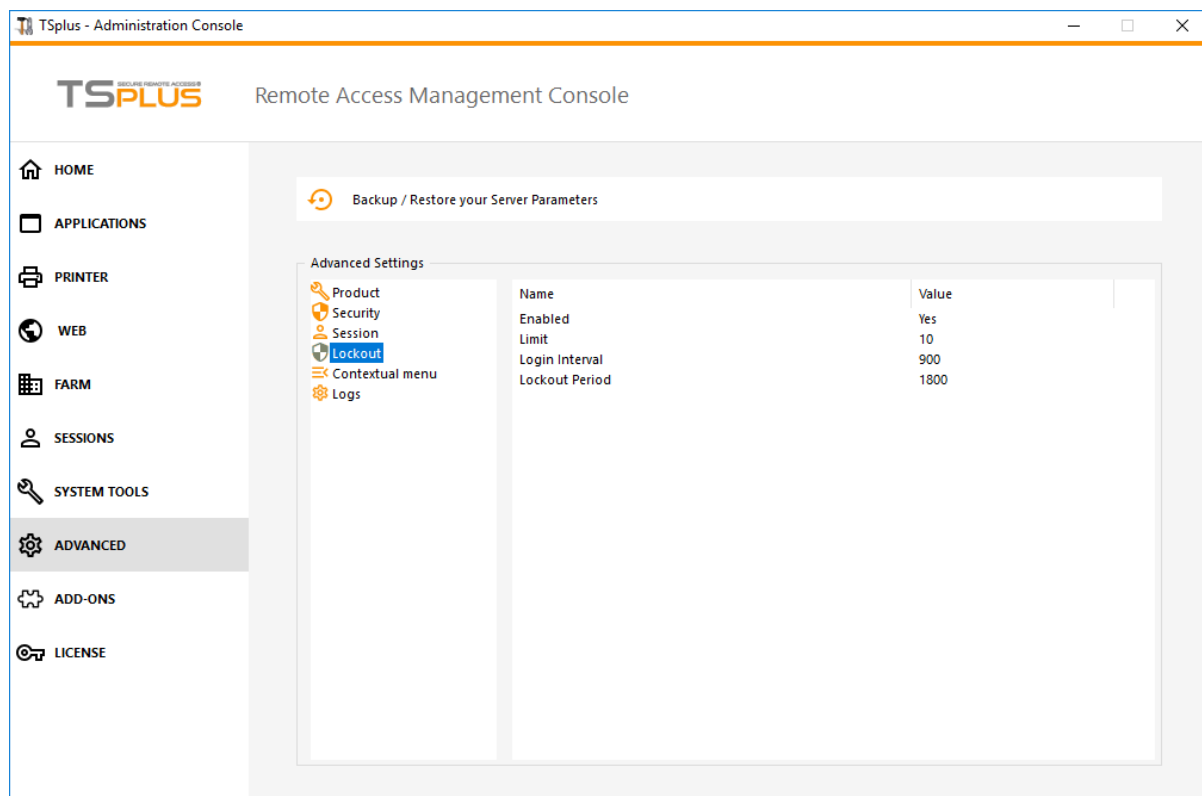 TSplus - Administration Console
TSPLUS SECURE REMOTE ACCESS®
Remote Access Management Console
HOME
APPLICATIONS
PRINTER
WEB
FARM
SESSIONS
SYSTEM TOOLS
ADVANCED
ADD-ONS
LICENSE
Backup / Restore your Server Parameters
Advanced Settings
Product
Security
Session
Lockout
Contextual menu
Logs
Name Value
Enabled Yes
Limit 10
Login Interval 900
Lockout Period 1800